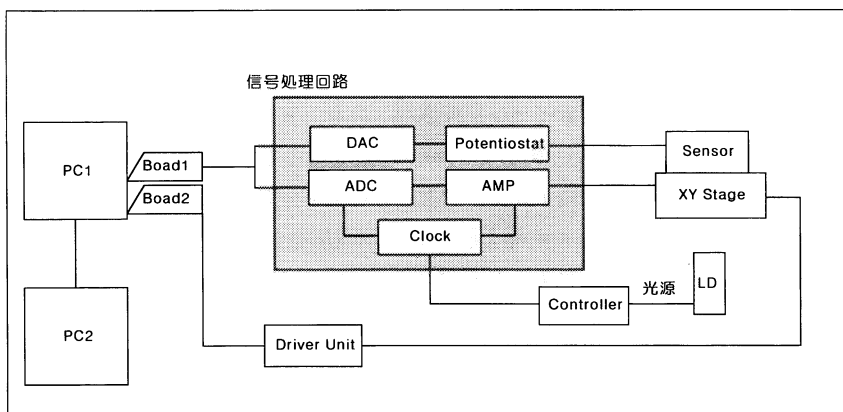 信号処理回路
DAC
Potentiostat
Sensor
PC1
Boad1
ADC
AMP
XY Stage
Boad2
Clock
光源
LD
Controller
PC2
Driver Unit